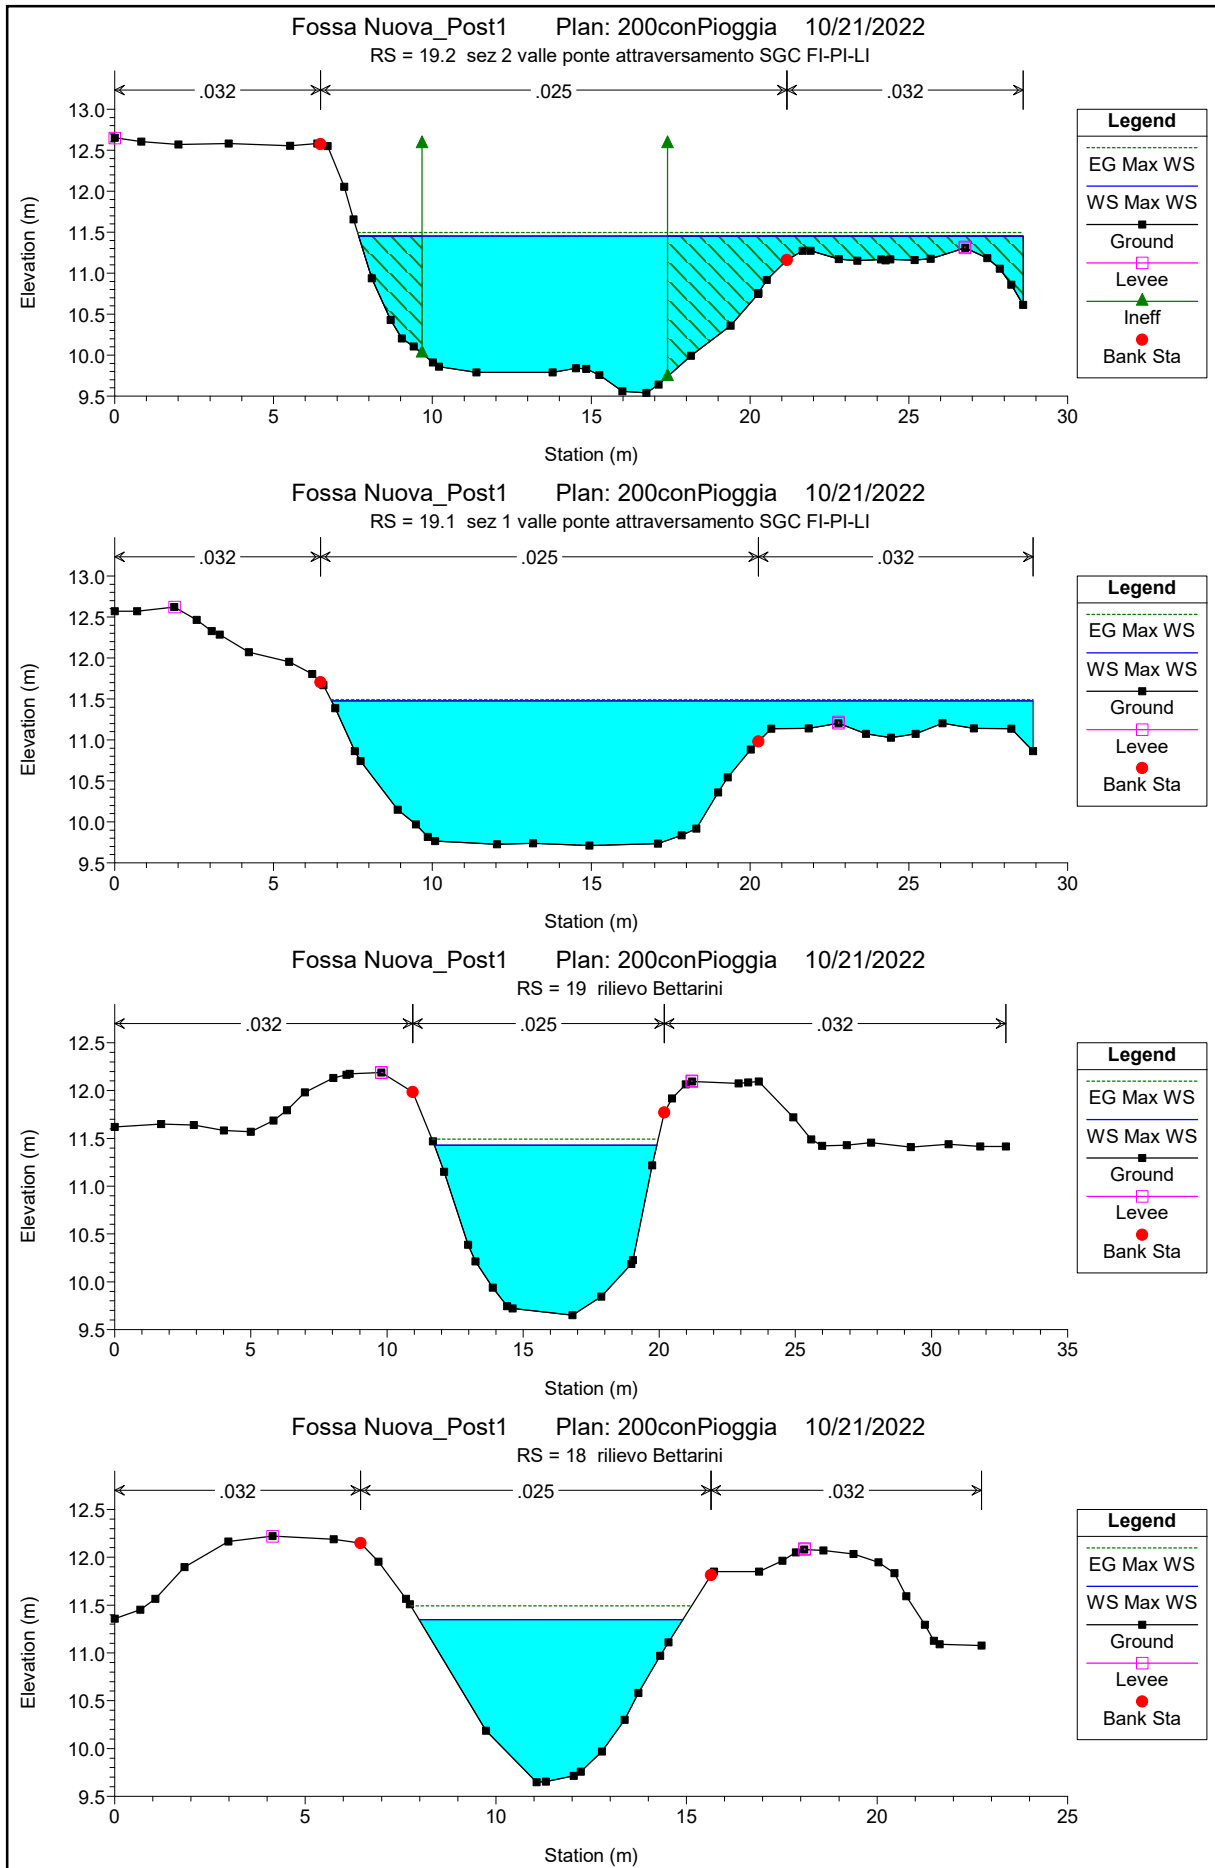 Fossa Nuova_Post1 Plan: 200conPioggia 10/21/2022
RS = 19.2 sez 2 valle ponte attraversamento SGC FI-PI-LI
.032 .025 .032
13.0
12.5
12.0
11.5
11.0
10.5
10.0
9.5
Elevation (m)
0 5 10 15 20 25 30
Station (m)
Legend
EG Max WS
WS Max WS
Ground
Levee
Ineff
Bank Sta
Fossa Nuova_Post1 Plan: 200conPioggia 10/21/2022
RS = 19.1 sez 1 valle ponte attraversamento SGC FI-PI-LI
.032 .025 .032
13.0
12.5
12.0
11.5
11.0
10.5
10.0
9.5
Elevation (m)
0 5 10 15 20 25 30
Station (m)
Legend
EG Max WS
WS Max WS
Ground
Levee
Bank Sta
Fossa Nuova_Post1 Plan: 200conPioggia 10/21/2022
RS = 19 rilievo Bettarini
.032 .025 .032
12.5
12.0
11.5
11.0
10.5
10.0
9.5
Elevation (m)
0 5 10 15 20 25 30 35
Station (m)
Legend
EG Max WS
WS Max WS
Ground
Levee
Bank Sta
Fossa Nuova_Post1 Plan: 200conPioggia 10/21/2022
RS = 18 rilievo Bettarini
.032 .025 .032
12.5
12.0
11.5
11.0
10.5
10.0
9.5
Elevation (m)
0 5 10 15 20 25
Station (m)
Legend
EG Max WS
WS Max WS
Ground
Levee
Bank Sta